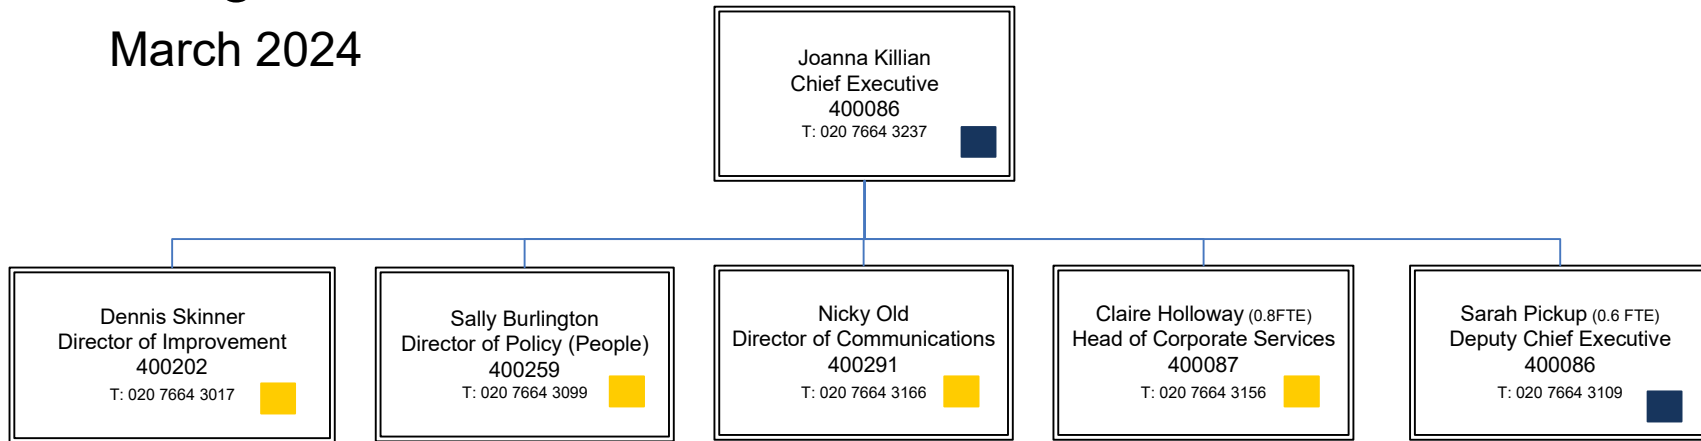 March 2024
Joanna Killian
Chief Executive
400086
T: 020 7664 3237
Dennis Skinner
Director of Improvement
400202
T: 020 7664 3017
Sally Burlington
Director of Policy (People)
400259
T: 020 7664 3099
Nicky Old
Director of Communications
400291
T: 020 7664 3166
Claire Holloway (0.8FTE)
Head of Corporate Services
400087
T: 020 7664 3156
Sarah Pickup (0.6 FTE)
Deputy Chief Executive
400086
T: 020 7664 3109